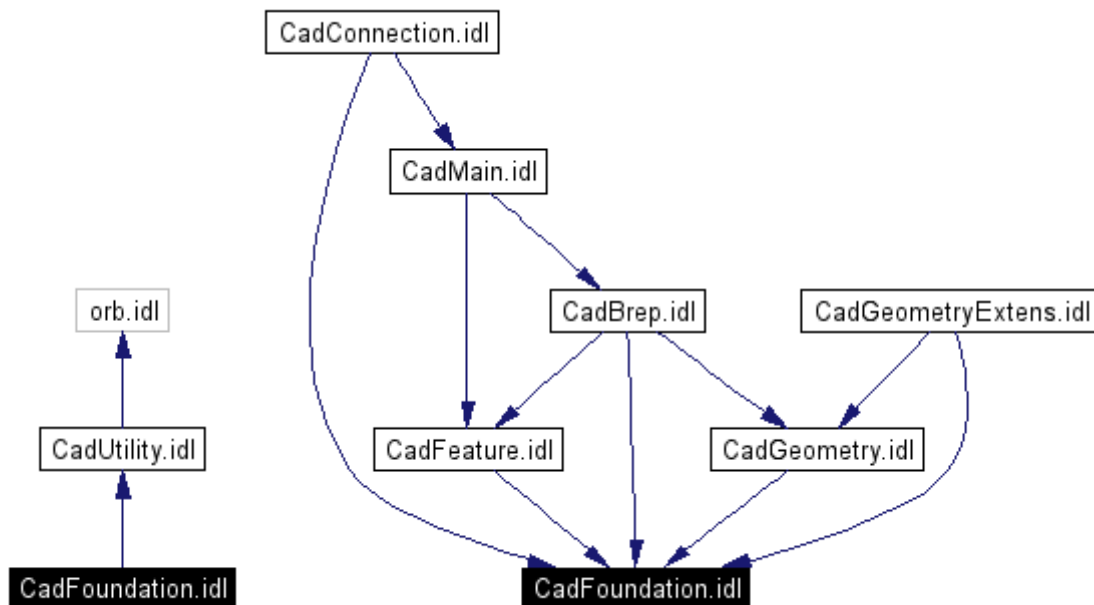 CadConnection.idl
CadMain.idl
orb.idl
CadBrep.idl
CadGeometryExtens.idl
CadUtility.idl
CadFeature.idl
CadGeometry.idl
CadFoundation.idl
CadFoundation.idl